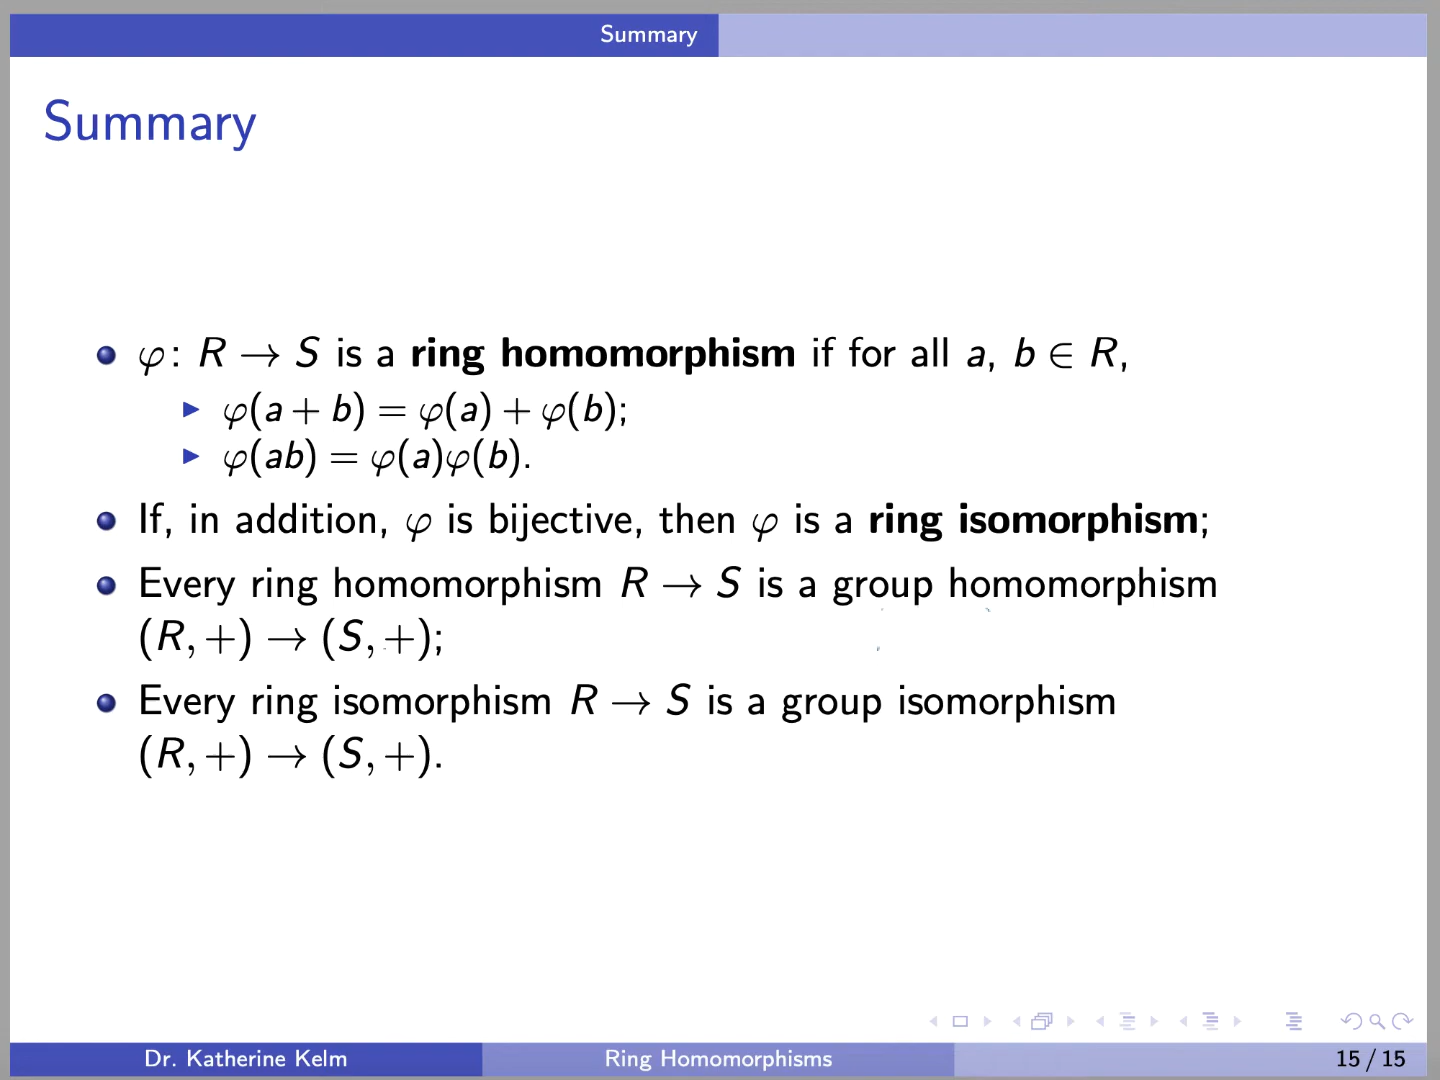 Summary
Summary
φ: R → S is a ring homomorphism if for all a, b ∈ R,
φ(a + b) = φ(a) + φ(b);
φ(ab) = φ(a)φ(b).
If, in addition, φ is bijective, then φ is a ring isomorphism;
Every ring homomorphism R → S is a group homomorphism
(R, +) → (S, +);
Every ring isomorphism R → S is a group isomorphism
(R, +) → (S, +).
Dr. Katherine Kelm Ring Homomorphisms 15 / 15